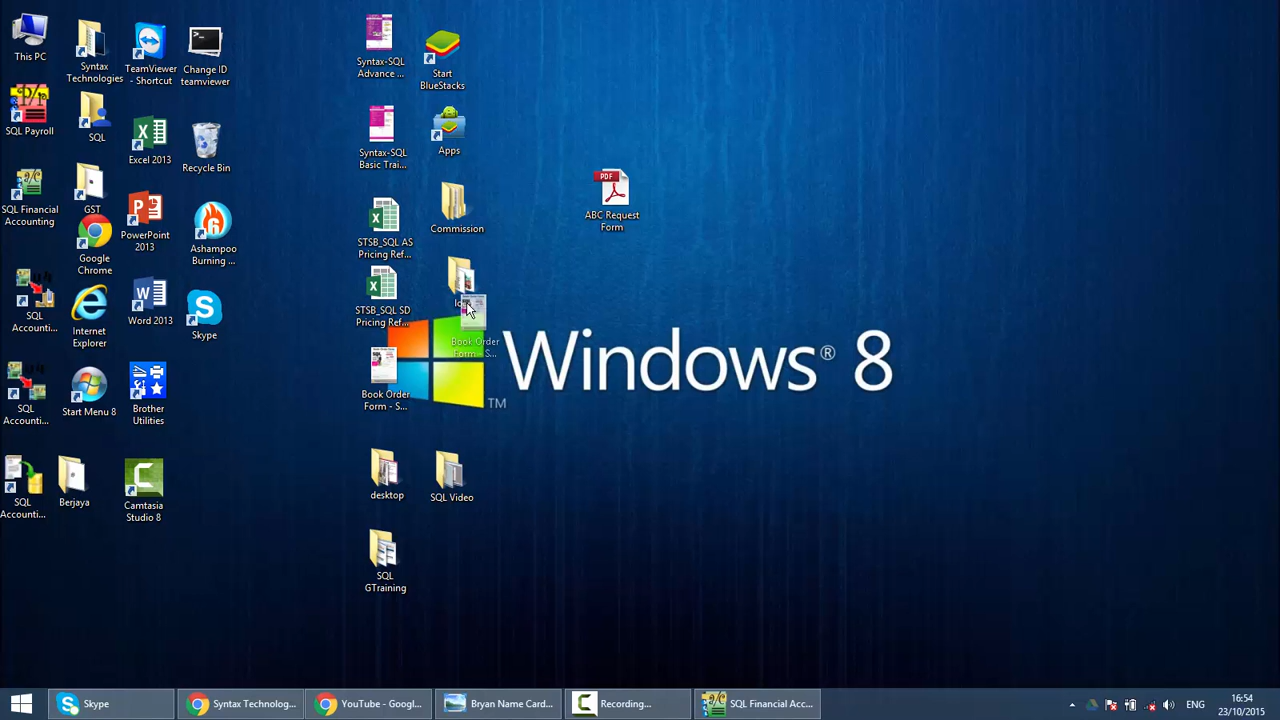 This PC
Syntax
Technologies
TeamViewer
- Shortcut
Change ID
teamviewer
Syntax-SQL
Advance ...
Start
BlueStacks
SQL Payroll
SQL
Excel 2013
Recycle Bin
Syntax-SQL
Basic Trai...
Apps
PDF
SQL Financial
Accounting
GST
PowerPoint
2013
Ashampoo
Burning ...
STSB_SQL AS
Pricing Ref...
Commission
ABC Request
Form
Google
Chrome
SQL
Accounti...
Internet
Explorer
Word 2013
Skype
STSB_SQL SD
Pricing Ref...
Book Order
Form - S...
Windows® 8
TM
SQL
Accounti...
Start Menu 8
Brother
Utilities
Book Order
Form - S...
SQL
Accounti...
Berjaya
Camtasia
Studio 8
desktop
SQL Video
SQL
GTraining
Skype
Syntax Technolog...
YouTube - Googl...
Bryan Name Card...
Recording...
SQL Financial Acc...
ENG
16:54
23/10/2015